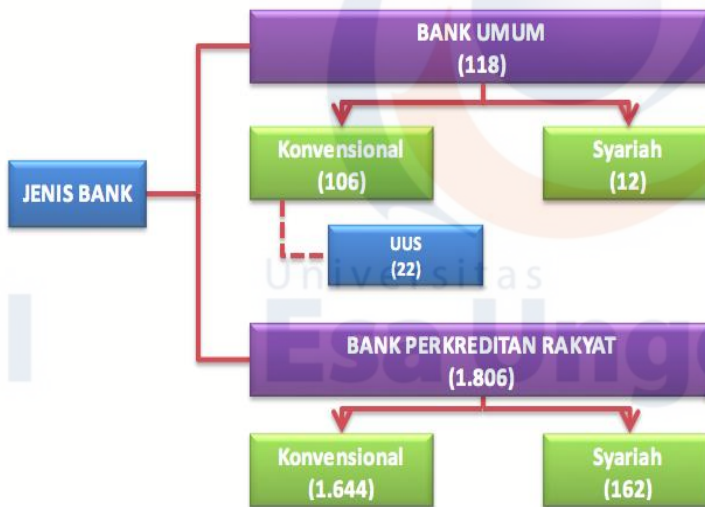 BANK UMUM
(118)
Konvensional
(106)
Syariah
(12)
JENIS BANK
UUS
(22)
Universitas
Esa Ungg
BANK PERKREDITAN RAKYAT
(1.806)
Konvensional
(1.644)
Syariah
(162)